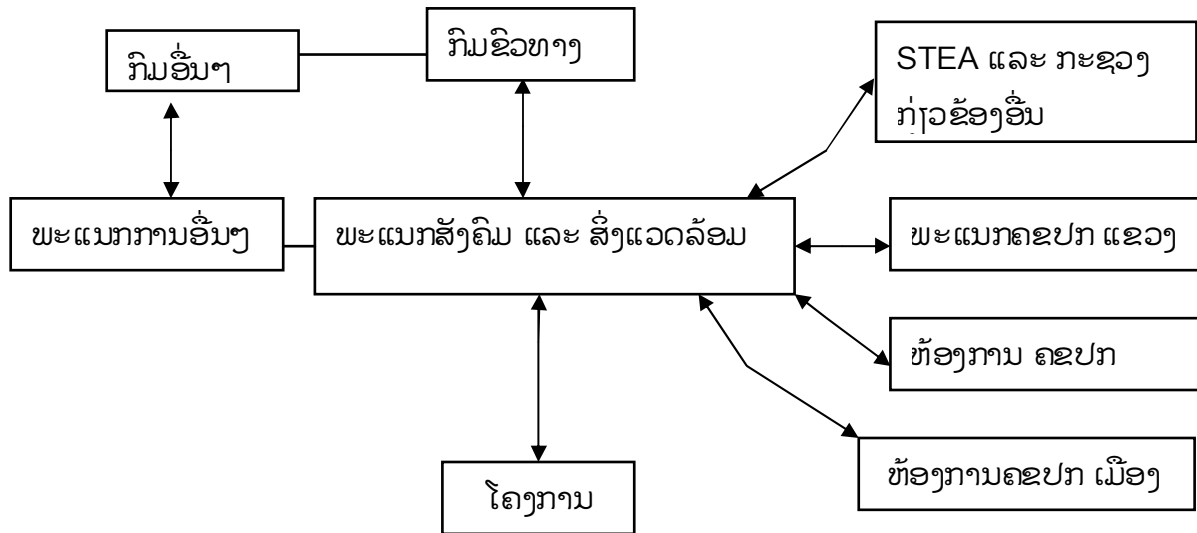 ກົມອື່ນໆ
ກົມຂົວທາງ
STEA ແລະ ກະຊວງ
ກ່ຽວຂ້ອງອື່ນ
ພະແນກການອື່ນໆ
ພະແນກສັງຄົມ ແລະ ສິ່ງແວດລ້ອມ
ພະແນກຄຂປກ ແຂວງ
ຫ້ອງການ ຄຂປກ
ຫ້ອງການຄຂປກ ເມືອງ
ໂຄງການ